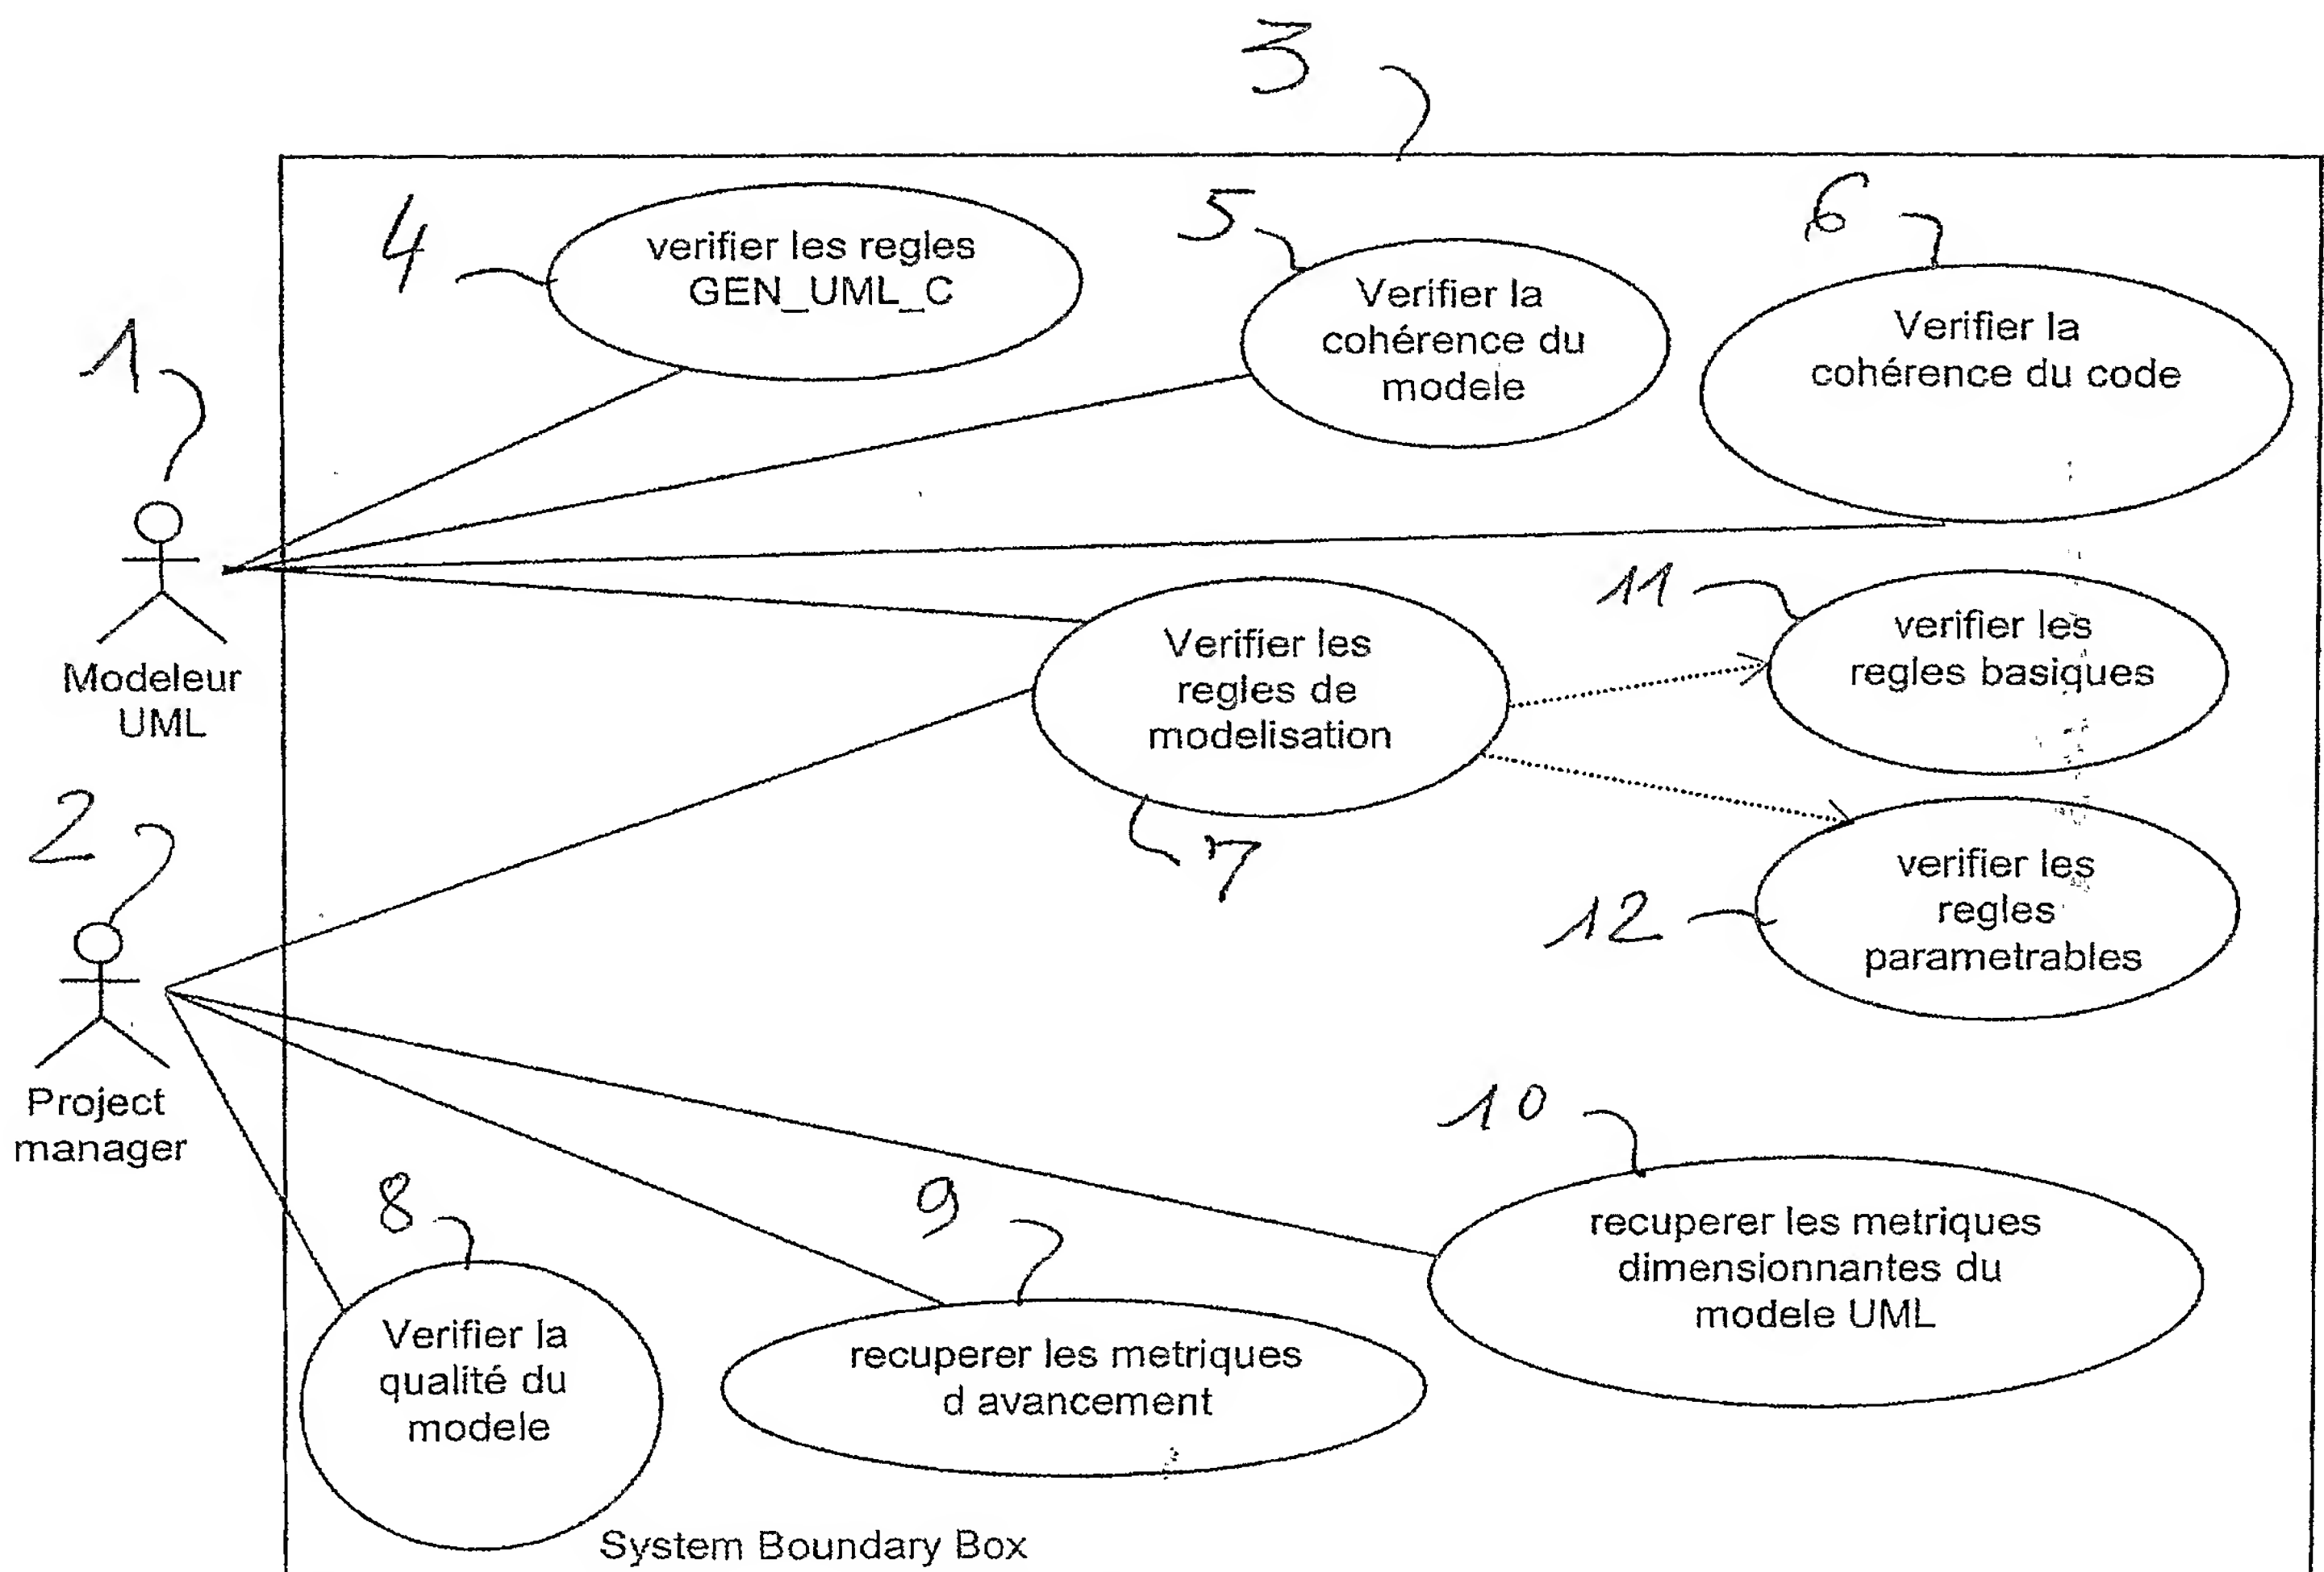 3
4
verifier les regles
GEN_UML_C
5
Verifier la
cohérence du
modele
6
Verifier la
cohérence du code
1
Modeleur
UML
Verifier les
regles de
modelisation
7
11
verifier les
regles basiques
2
12
verifier les
regles
parametrables
Project
manager
8
Verifier la
qualité du
modele
9
recuperer les metriques
d avancement
10
recuperer les metriques
dimensionnantes du
modele UML
System Boundary Box